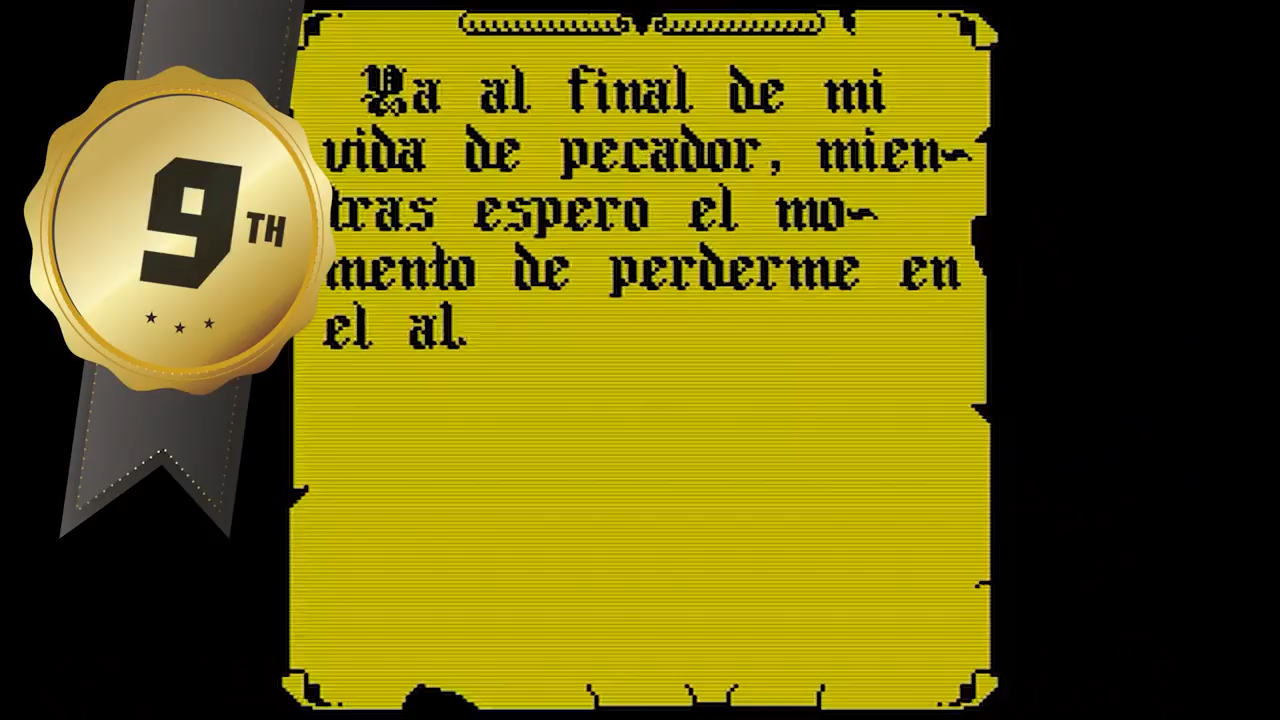 9TH
Ya al final de mi
vida de pecador, mien-
tras espero el mo-
mento de perderme en
el al